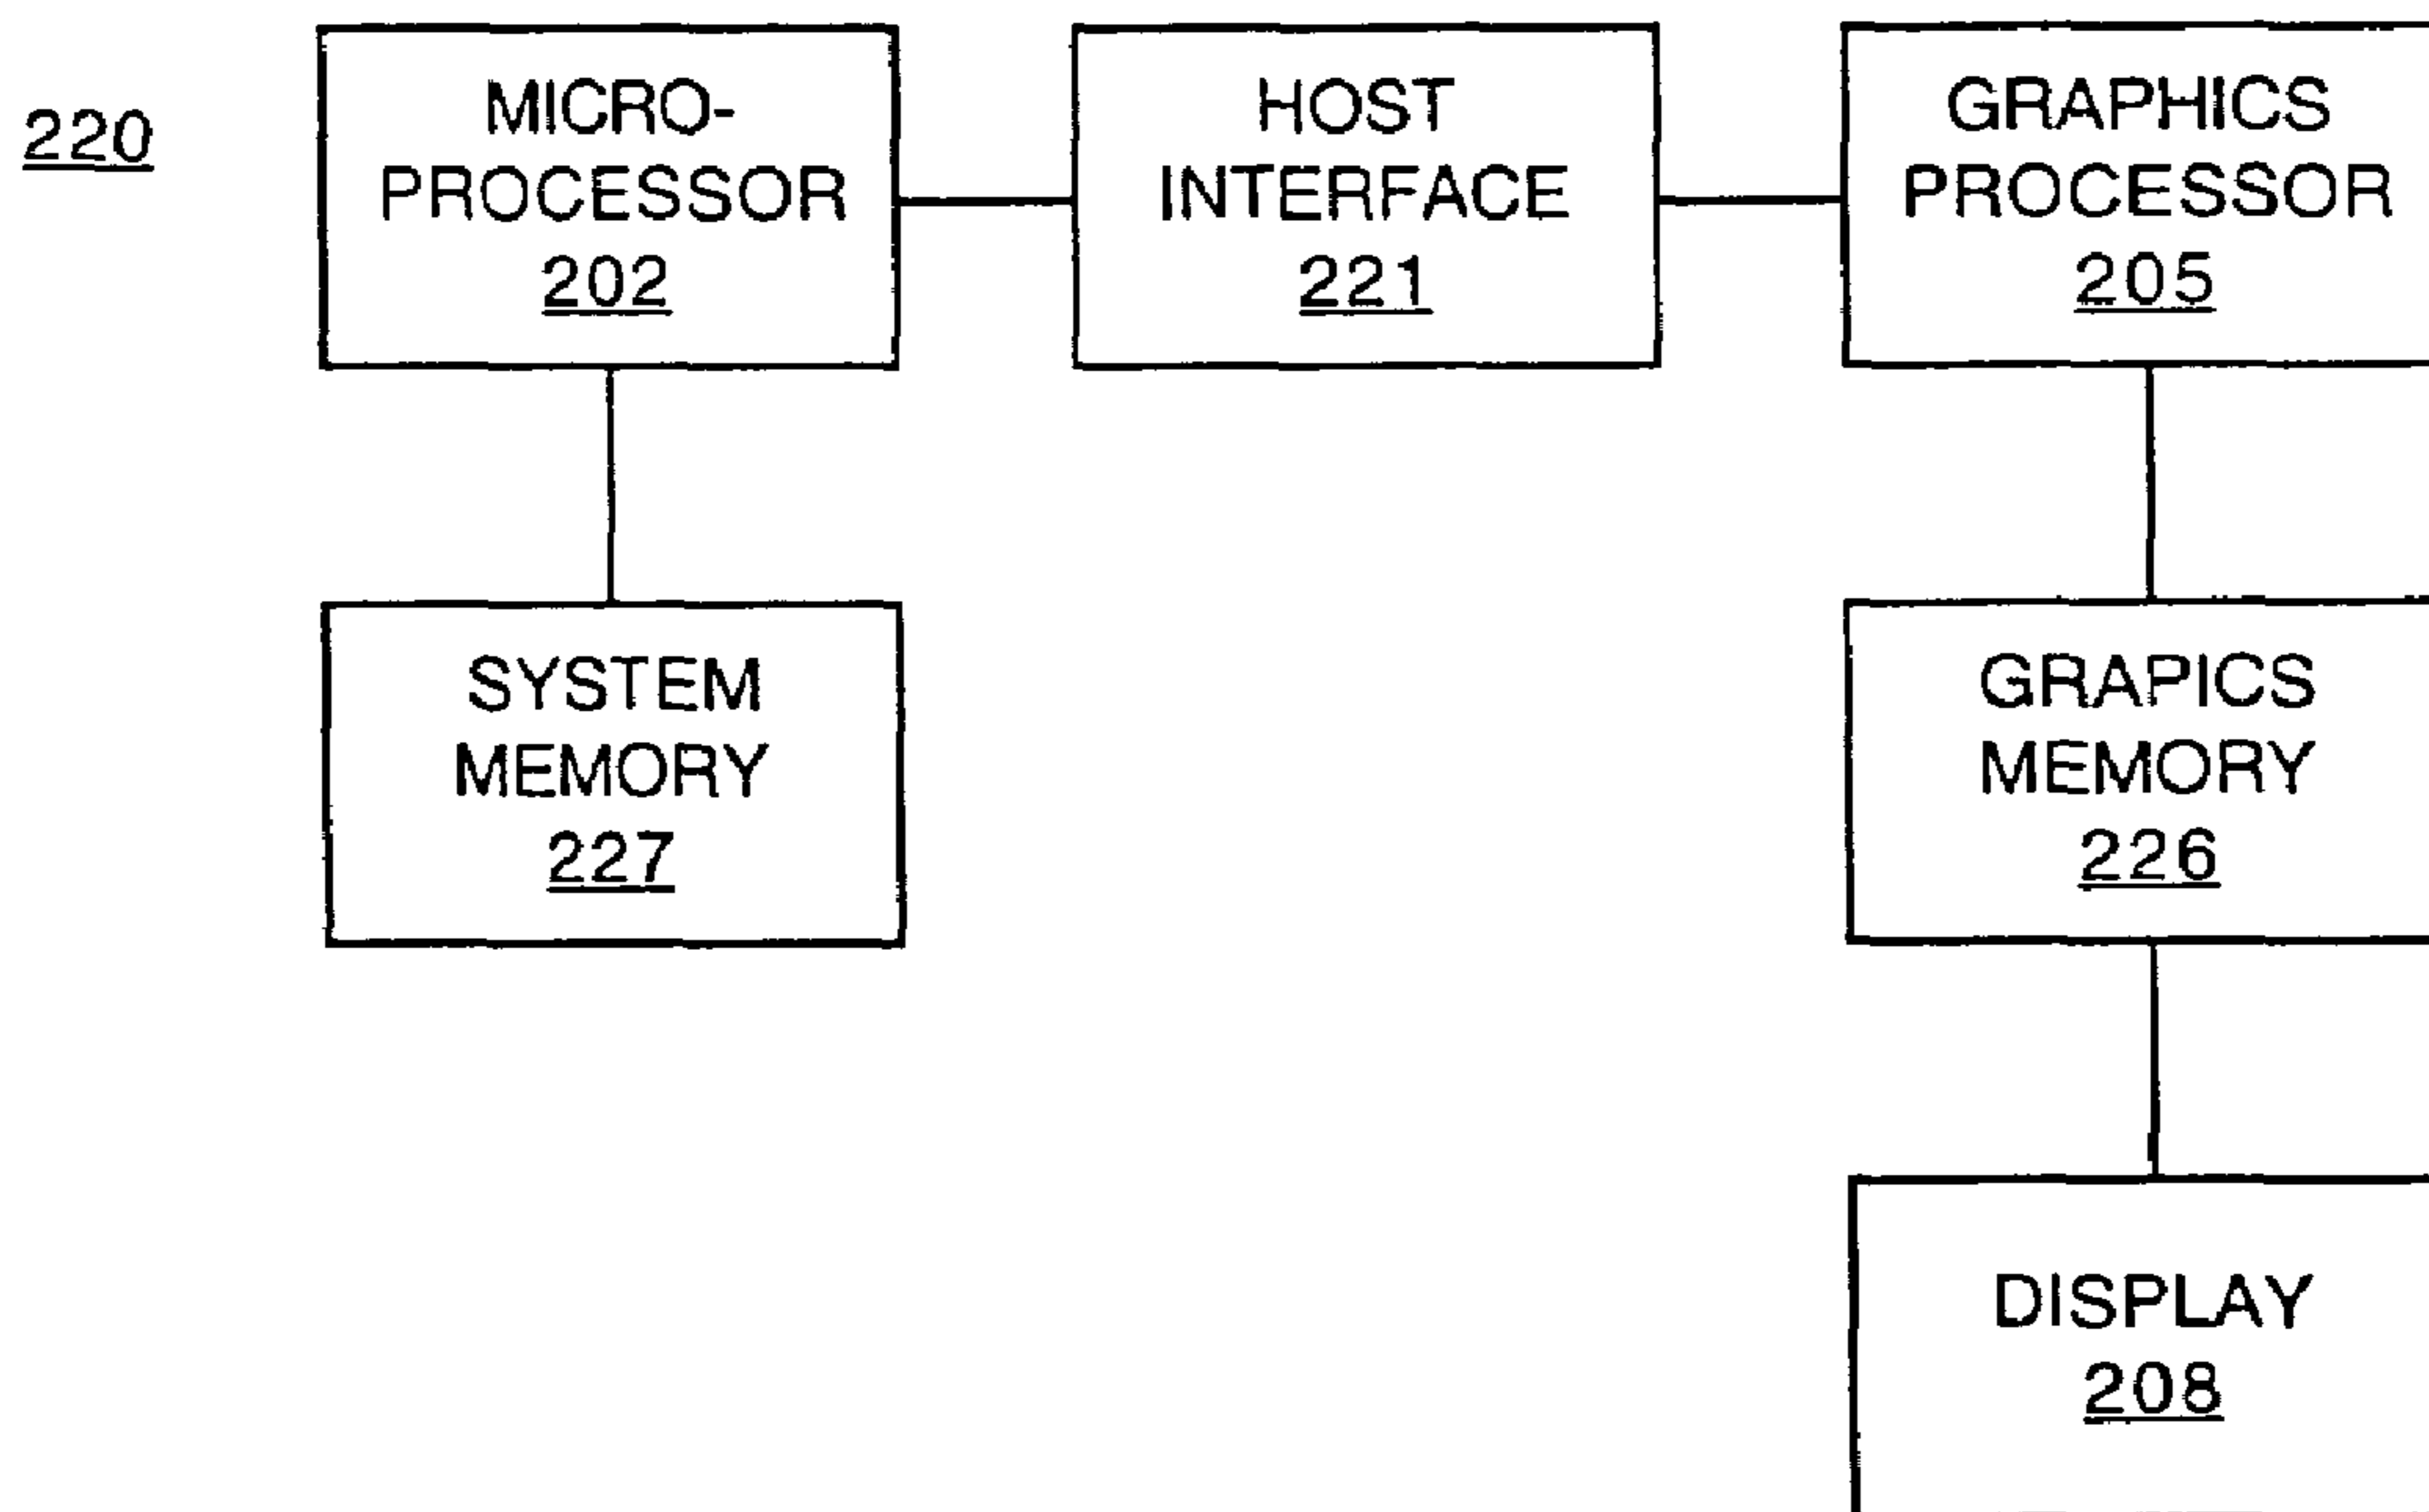 220
MICRO-
PROCESSOR
202
HOST
INTERFACE
221
GRAPHICS
PROCESSOR
205
SYSTEM
MEMORY
227
GRAPICS
MEMORY
226
DISPLAY
208